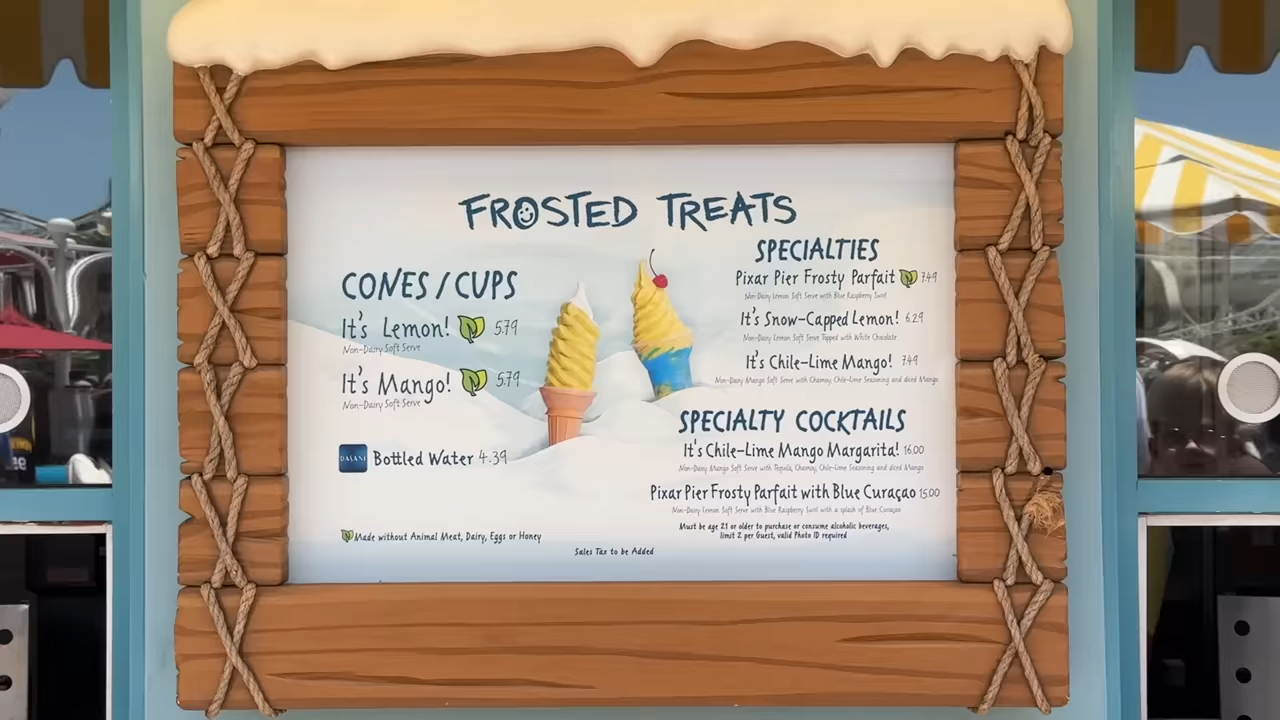 FROSTED TREATS
CONES / CUPS
It's Lemon! 5.79
Non-Dairy Soft Serve
It's Mango! 5.79
Non-Dairy Soft Serve
DASANI Bottled Water 4.39
Made without Animal Meat, Dairy, Eggs or Honey
SPECIALTIES
Pixar Pier Frosty Parfait 7.49
Non-Dairy Lemon Soft Serve with Blue Raspberry Swirl
It's Snow-Capped Lemon! 6.29
Non-Dairy Lemon Soft Serve Topped with White Chocolate
It's Chile-Lime Mango! 7.49
Non-Dairy Mango Soft Serve with Chamoy, Chile-Lime Seasoning and diced Mango
SPECIALTY COCKTAILS
It's Chile-Lime Mango Margarita! 16.00
Non-Dairy Mango Soft Serve with Tequila, Chamoy, Chile-Lime Seasoning and diced Mango
Pixar Pier Frosty Parfait with Blue Curaçao 15.00
Non-Dairy Lemon Soft Serve with Blue Raspberry Swirl with a splash of Blue Curaçao
Must be age 21 or older to purchase or consume alcoholic beverages,
limit 2 per Guest, valid Photo ID required
Sales Tax to be Added